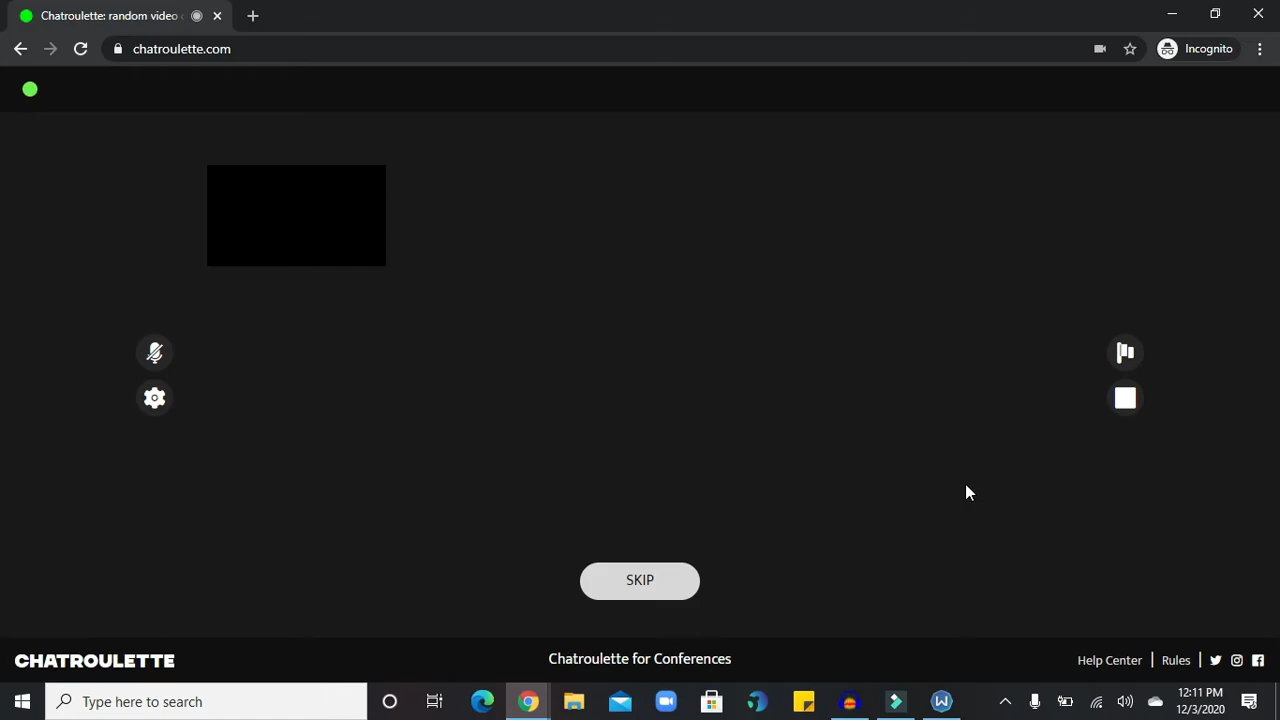 Chatroulette: random video c
chatroulette.com
Incognito
SKIP
CHATROULETTE
Chatroulette for Conferences
Help Center
Rules
Type here to search
12:11 PM
12/3/2020